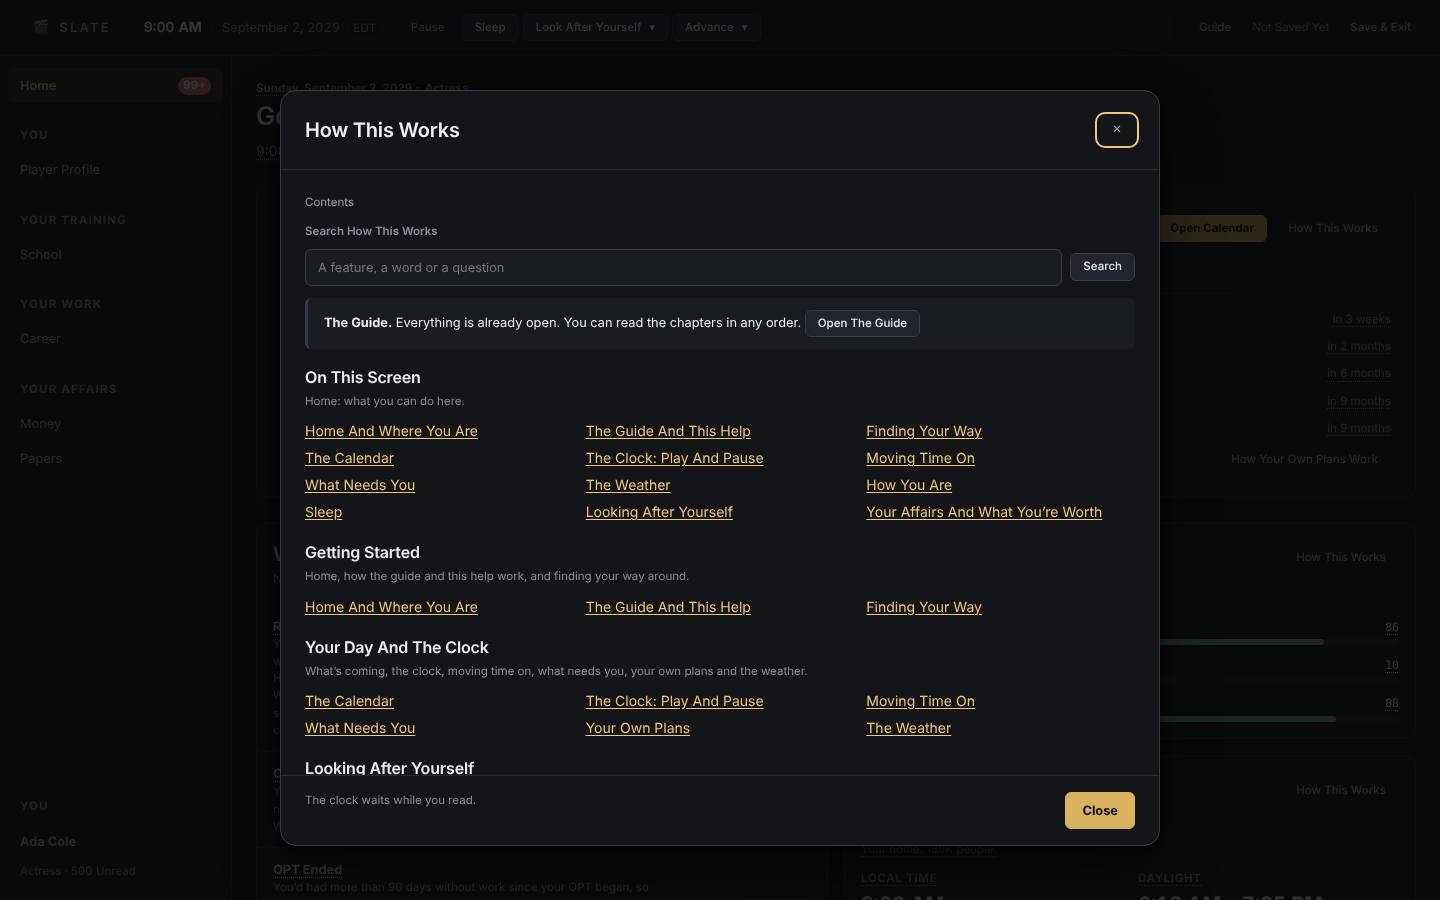 SLATE
9:00 AM
September 2, 2029
EDT
Pause
Sleep
Look After Yourself ▾
Advance ▾
Guide
Not Saved Yet
Save & Exit
Home
99+
YOU
Player Profile
YOUR TRAINING
School
YOUR WORK
Career
YOUR AFFAIRS
Money
Papers
YOU
Ada Cole
Actress · 500 Unread
Sunday, September 2, 2029 · Actress
How This Works
×
Contents
Search How This Works
A feature, a word or a question
Search
The Guide. Everything is already open. You can read the chapters in any order.
Open The Guide
On This Screen
Home: what you can do here.
Home And Where You Are
The Guide And This Help
Finding Your Way
The Calendar
The Clock: Play And Pause
Moving Time On
What Needs You
The Weather
How You Are
Sleep
Looking After Yourself
Your Affairs And What You’re Worth
Getting Started
Home, how the guide and this help work, and finding your way around.
Home And Where You Are
The Guide And This Help
Finding Your Way
Your Day And The Clock
What’s coming, the clock, moving time on, what needs you, your own plans and the weather.
The Calendar
The Clock: Play And Pause
Moving Time On
What Needs You
Your Own Plans
The Weather
Looking After Yourself
The clock waits while you read.
Close
Open Calendar
How This Works
in 3 weeks
in 2 months
in 6 months
in 9 months
in 9 months
How Your Own Plans Work
How This Works
86
10
88
How This Works
OPT Ended
You’d had more than 90 days without work since your OPT began, so
LOCAL TIME
DAYLIGHT